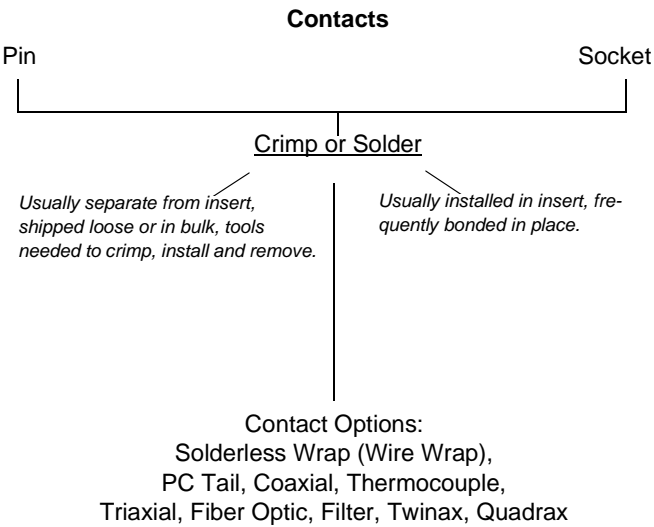 Contacts
Pin
Socket
Crimp or Solder
Usually separate from insert,
shipped loose or in bulk, tools
needed to crimp, install and remove.
Usually installed in insert, fre-
quently bonded in place.
Contact Options:
Solderless Wrap (Wire Wrap),
PC Tail, Coaxial, Thermocouple,
Triaxial, Fiber Optic, Filter, Twinax, Quadrax